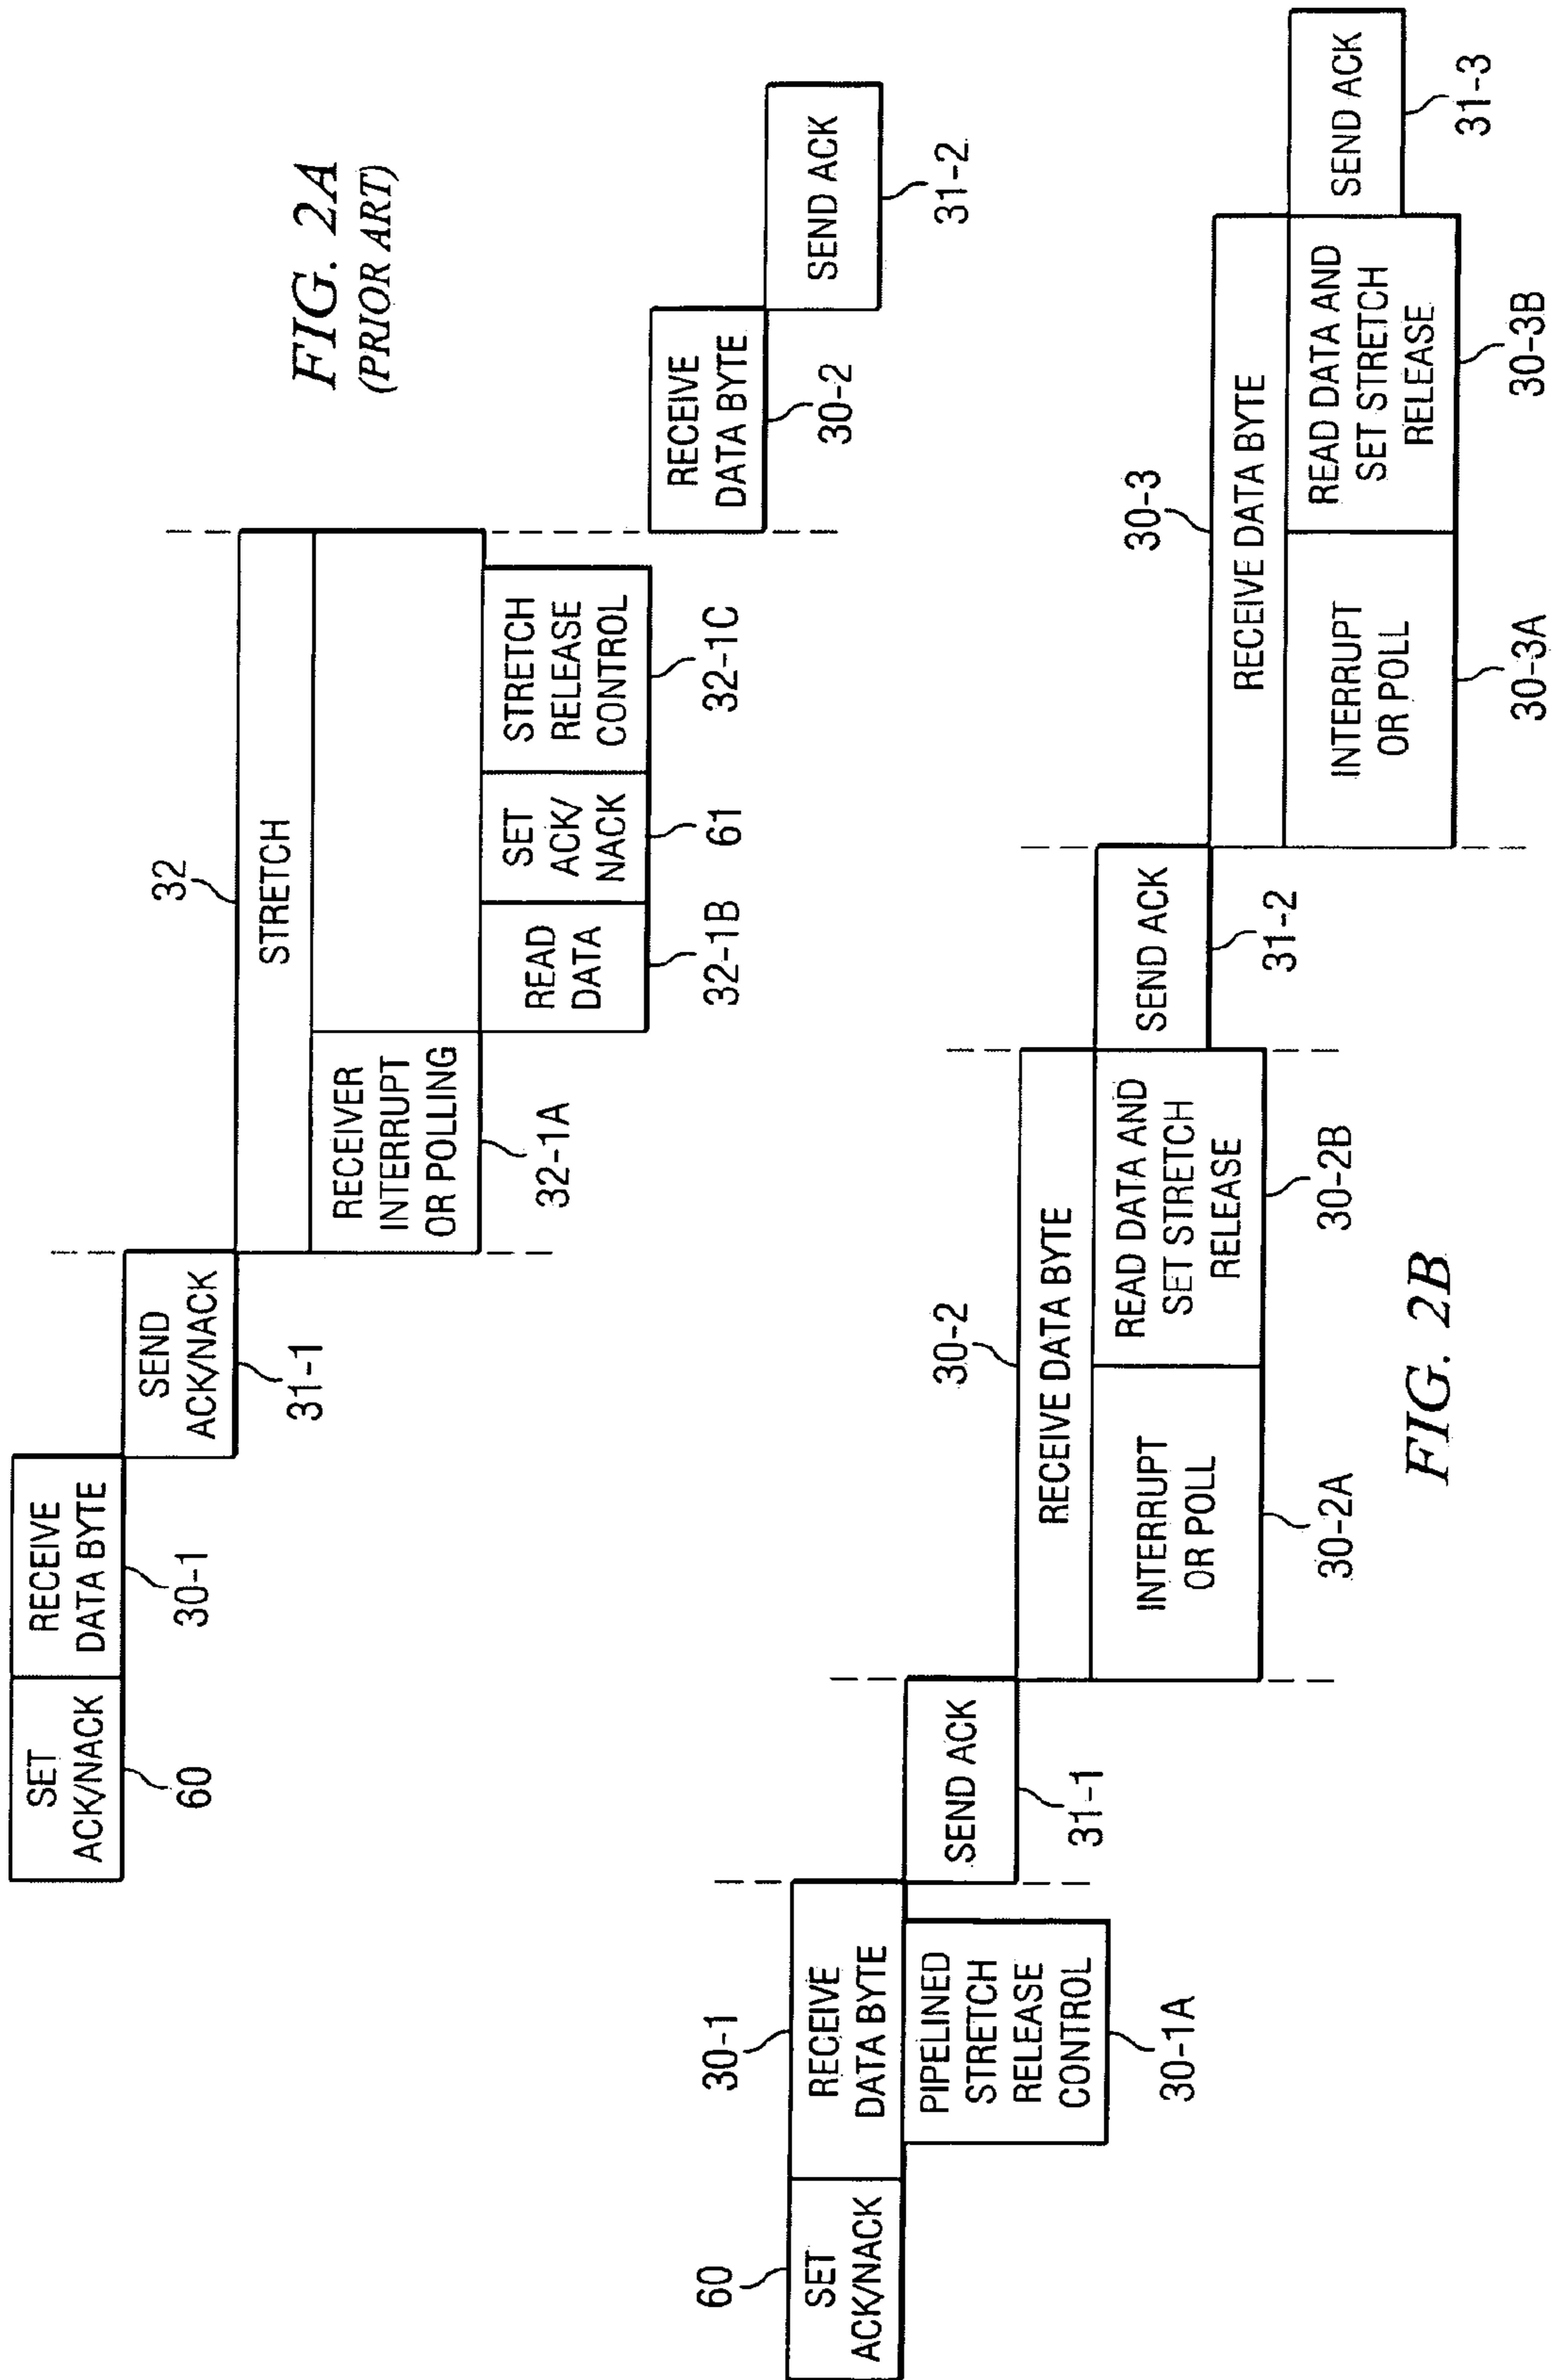 SET
ACK/NACK
60
RECEIVE
DATA BYTE
30-1
SEND
ACK/NACK
31-1
32
STRETCH
RECEIVER
INTERRUPT
OR POLLING
32-1A
READ
DATA
32-1B
SET
ACK/
NACK
61
STRETCH
RELEASE
CONTROL
32-1C
RECEIVE
DATA BYTE
30-2
SEND ACK
31-2
FIG. 2A
(PRIOR ART)
60
SET
ACK/NACK
30-1
RECEIVE
DATA BYTE
PIPELINED
STRETCH
RELEASE
CONTROL
30-1A
SEND ACK
31-1
30-2
RECEIVE DATA BYTE
INTERRUPT
OR POLL
30-2A
READ DATA AND
SET STRETCH
RELEASE
30-2B
SEND ACK
31-2
30-3
RECEIVE DATA BYTE
INTERRUPT
OR POLL
30-3A
READ DATA AND
SET STRETCH
RELEASE
30-3B
SEND ACK
31-3
FIG. 2B